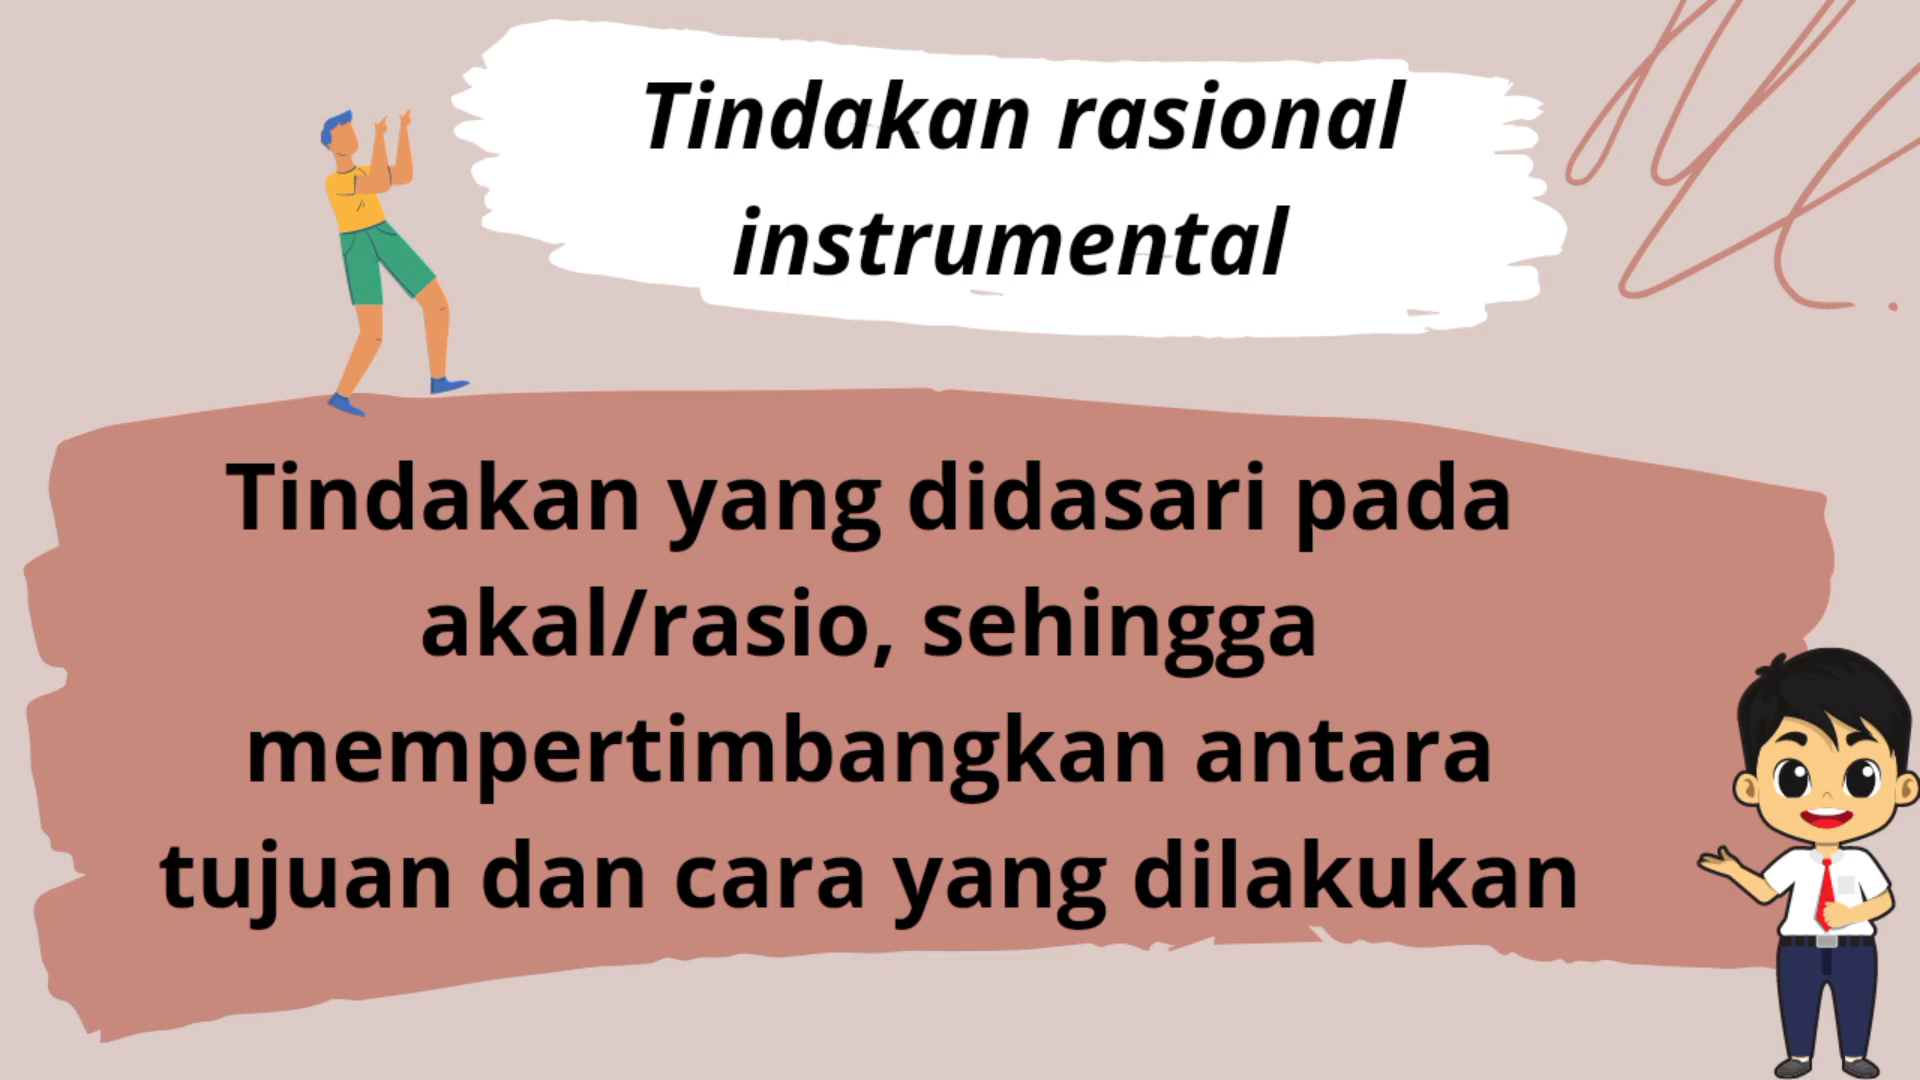 Tindakan rasional
instrumental
Tindakan yang didasari pada
akal/rasio, sehingga
mempertimbangkan antara
tujuan dan cara yang dilakukan